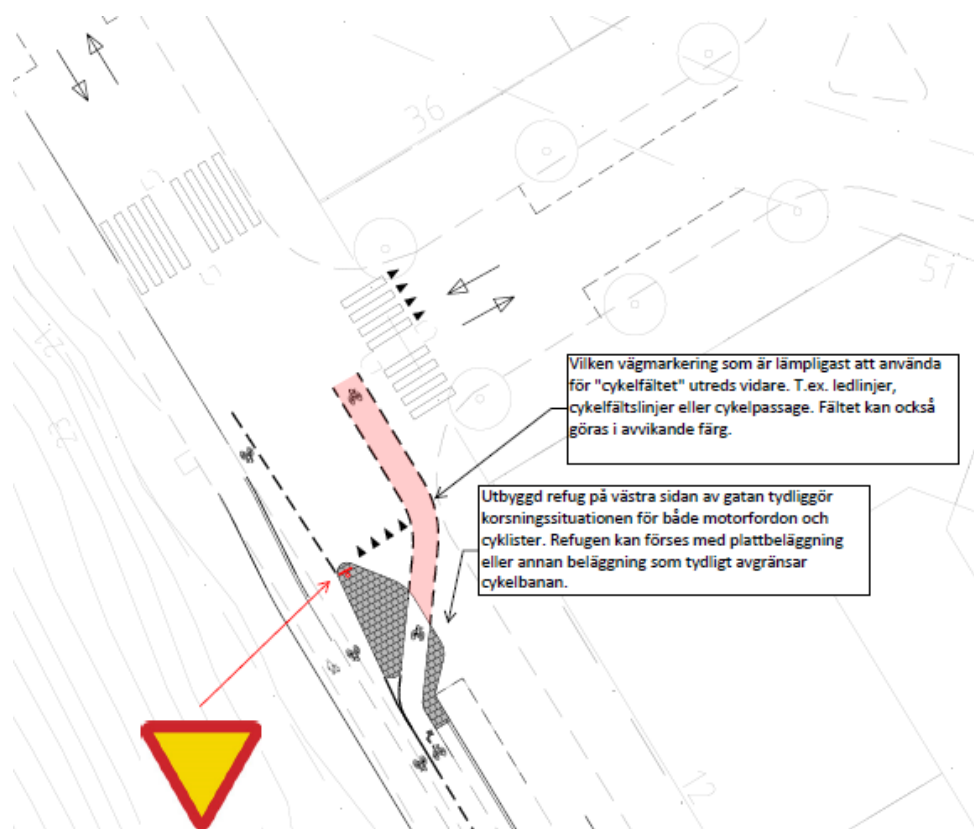 36
51
Vilken vägmarkering som är lämpligast att använda
för "cykelfältet" utreds vidare. T.ex. ledlinjer,
cykelfältslinjer eller cykelpassage. Fältet kan också
göras i avvikande färg.
21
23
Utbyggd refug på västra sidan av gatan tydliggör
korsningssituationen för både motorfordon och
cyklister. Refugen kan förses med plattbeläggning
eller annan beläggning som tydligt avgränsar
cykelbanan.
12